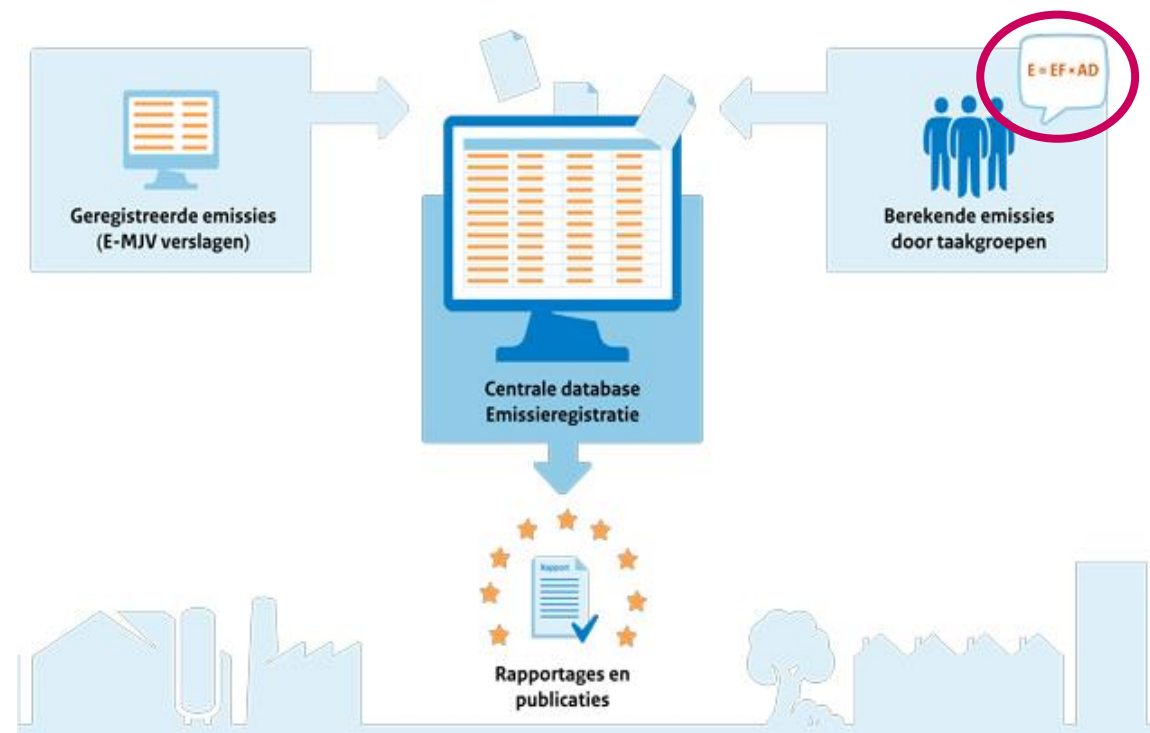 Geregistreerde emissies
(E-MJV verslagen)
E = EF × AD
Berekende emissies
door taakgroepen
Centrale database
Emissieregistratie
Rapport
Rapportages en
publicaties